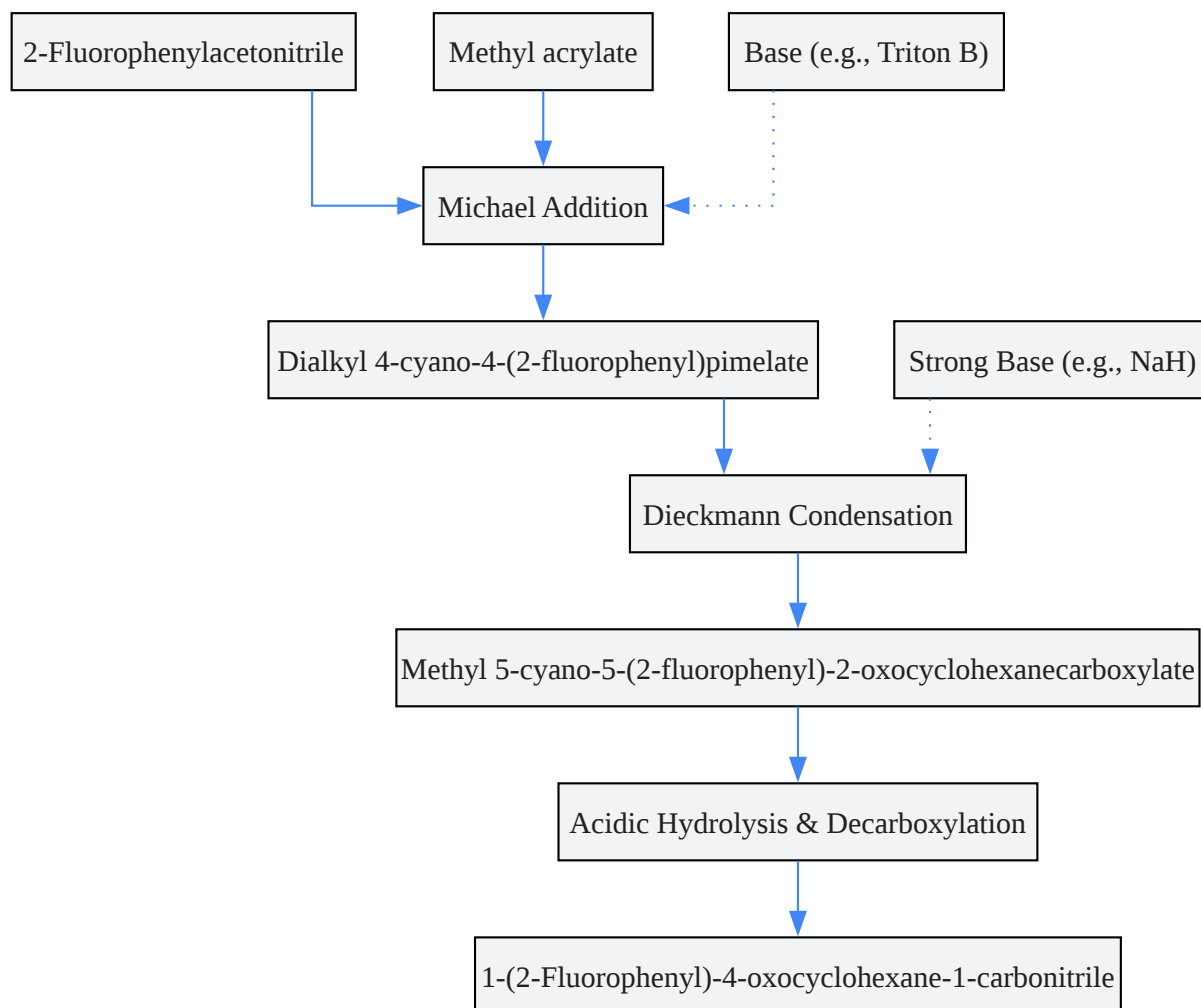 2-Fluorophenylacetonitrile
Methyl acrylate
Base (e.g., Triton B)
Michael Addition
Dialkyl 4-cyano-4-(2-fluorophenyl)pimelate
Strong Base (e.g., NaH)
Dieckmann Condensation
Methyl 5-cyano-5-(2-fluorophenyl)-2-oxocyclohexanecarboxylate
Acidic Hydrolysis & Decarboxylation
1-(2-Fluorophenyl)-4-oxocyclohexane-1-carbonitrile